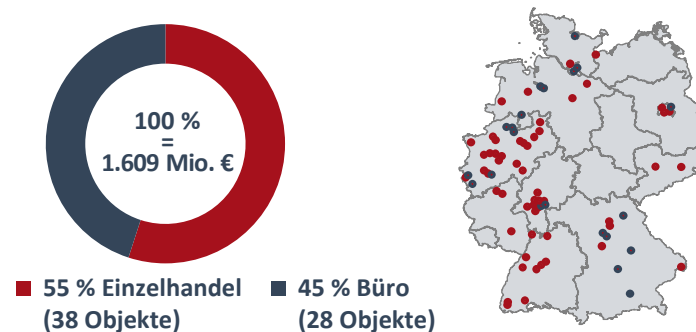 100 %
=
1.609 Mio. €
55 % Einzelhandel
(38 Objekte)
45 % Büro
(28 Objekte)